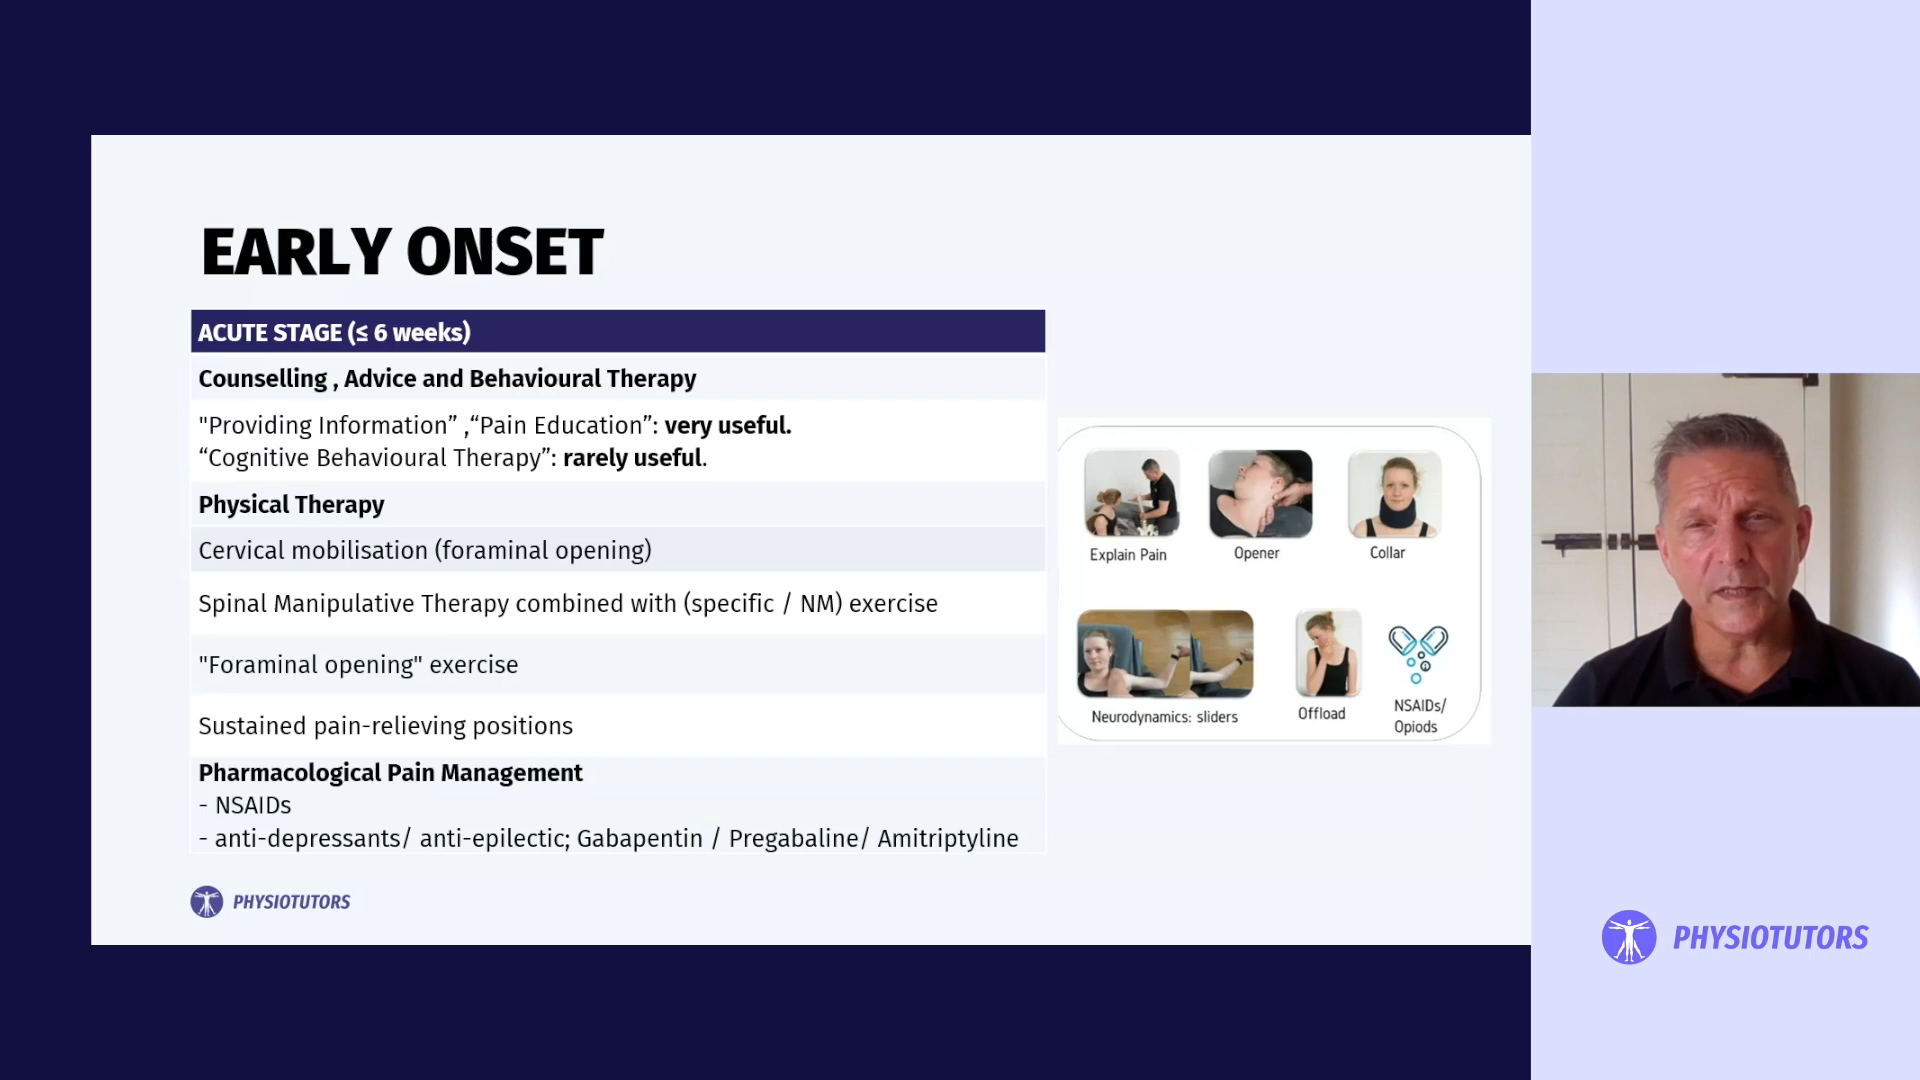 EARLY ONSET
ACUTE STAGE (≤ 6 weeks)
Counselling , Advice and Behavioural Therapy
"Providing Information” ,“Pain Education”: very useful.
“Cognitive Behavioural Therapy”: rarely useful.
Physical Therapy
Cervical mobilisation (foraminal opening)
Spinal Manipulative Therapy combined with (specific / NM) exercise
"Foraminal opening" exercise
Sustained pain-relieving positions
Pharmacological Pain Management
- NSAIDs
- anti-depressants/ anti-epilectic; Gabapentin / Pregabaline/ Amitriptyline
Explain Pain
Opener
Collar
Neurodynamics: sliders
Offload
NSAIDs/
Opiods
PHYSIOTUTORS
PHYSIOTUTORS